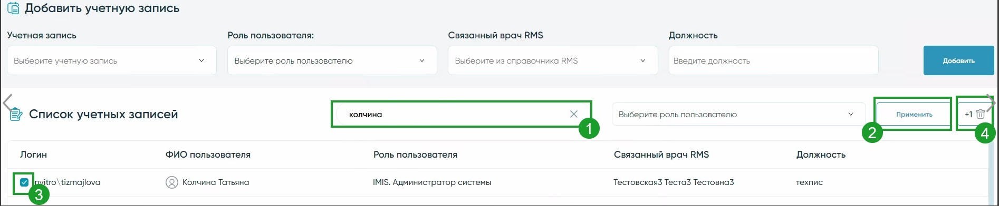 Добавить учетную запись
Учетная запись Роль пользователя: Связанный врач RMS Должность
Выберите учетную запись Выберите роль пользователю Выберите из справочника RMS Введите должность Добавить
Список учетных записей колчина Выберите роль пользователю Применить +1
1 2 4
Логин ФИО пользователя Роль пользователя Связанный врач RMS Должность
nvitro\tizmajlova Колчина Татьяна IMIS. Администратор системы Тестовская3 Теста3 Тестовна3 техпис
3